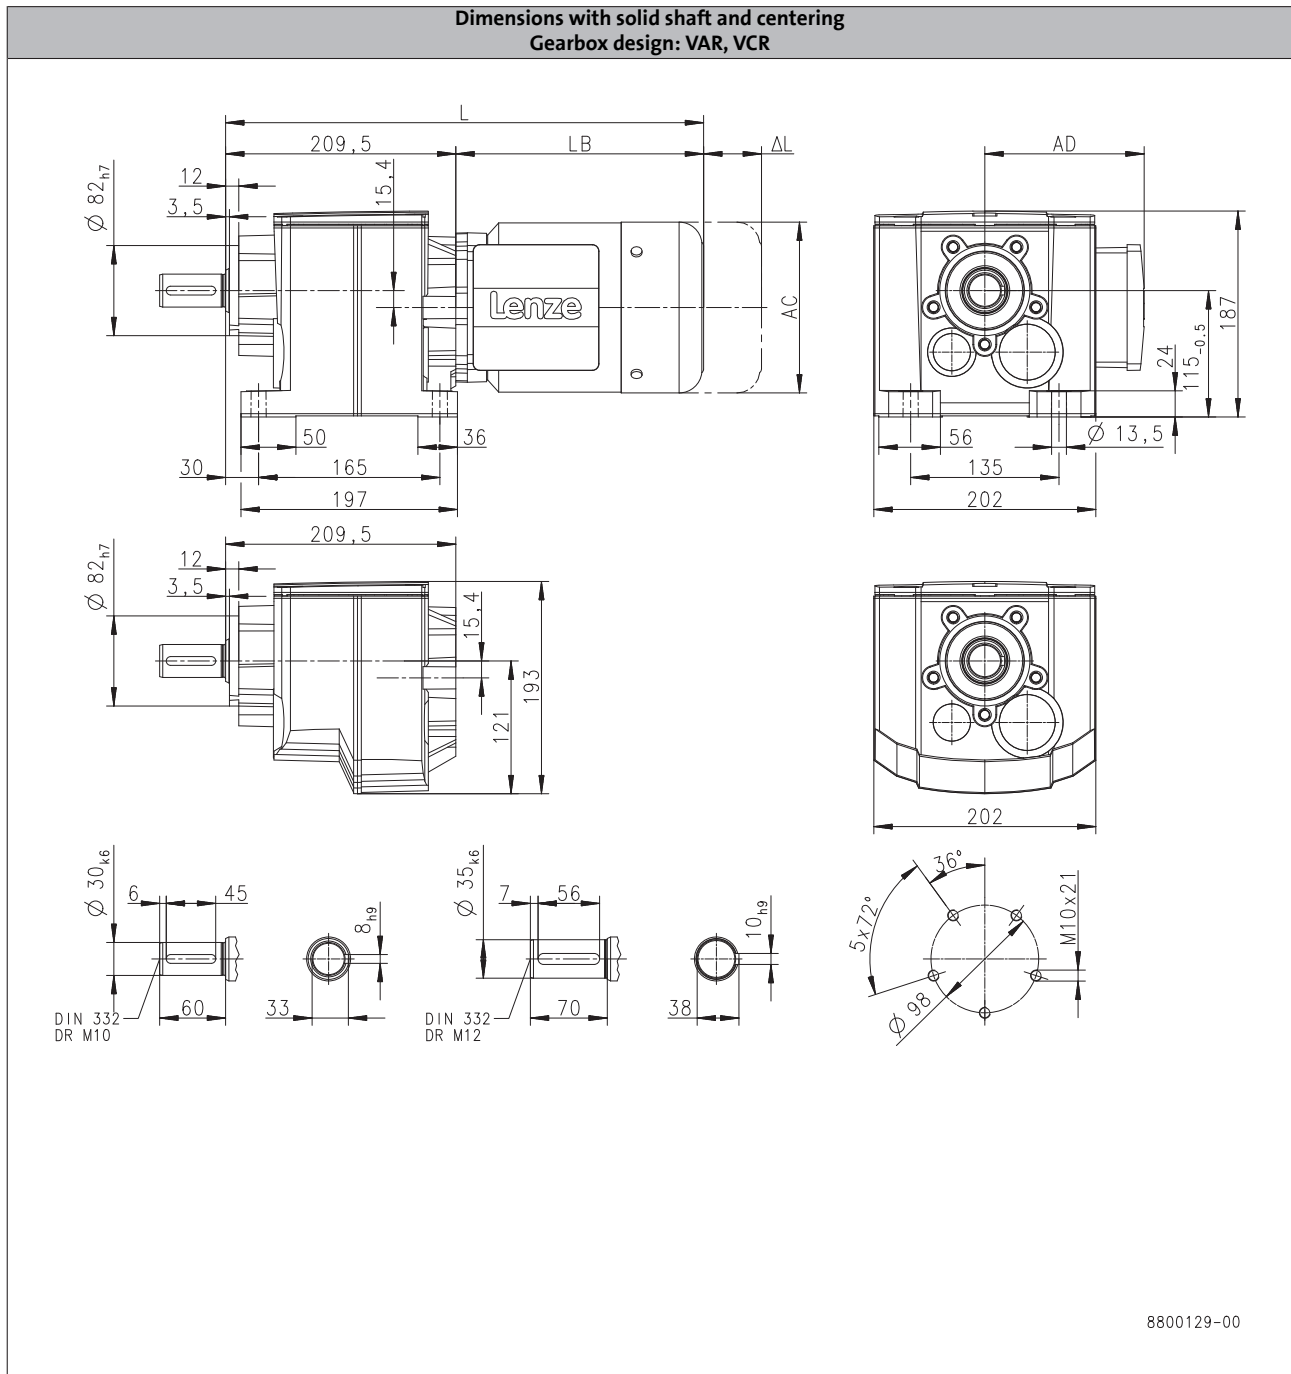 Dimensions with solid shaft and centering
Gearbox design: VAR, VCR
L
209,5
LB
ΔL
AD
12
3,5
Ø 82h7
15,4
Lenze
AC
187
115-0.5
24
50
36
56
Ø 13,5
30
165
135
197
202
209,5
12
3,5
Ø 82h7
15,4
193
121
202
Ø 30k6
6
45
8h9
Ø 35k6
7
56
10h9
36°
5x72°
M10x21
Ø 98
60
33
70
38
DIN 332
DR M10
DIN 332
DR M12
8800129-00